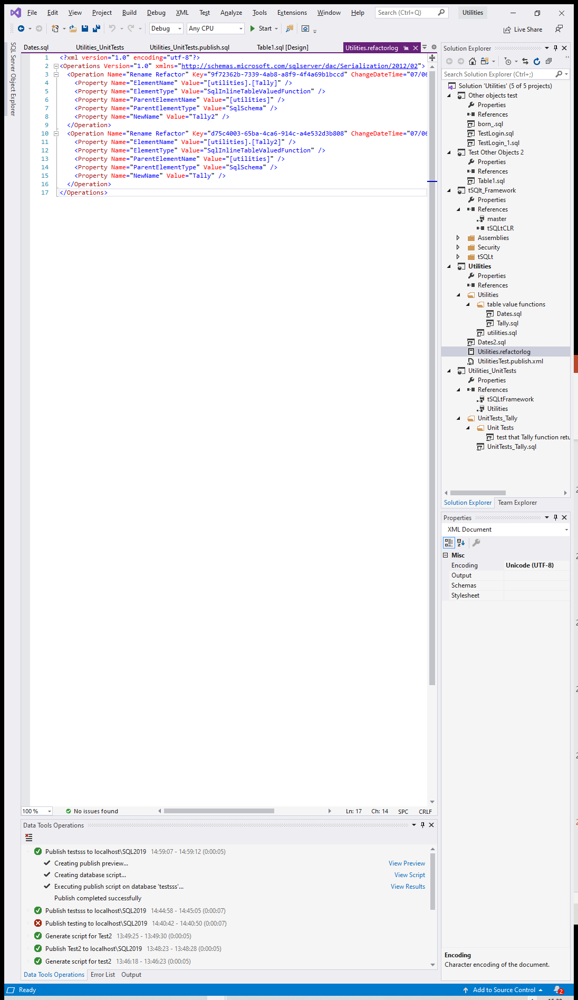 File Edit View Project Build Debug XML Test Analyze Tools Extensions Window Help Search (Ctrl+Q) Utilities
Debug Any CPU Start Live Share
SQL Server Object Explorer
Dates.sql Utilities_UnitTests Utilities_UnitTests.publish.sql Table1.sql [Design] Utilities.refactorlog
1 <?xml version="1.0" encoding="utf-8"?>
2 <Operations Version="1.0" xmlns="http://schemas.microsoft.com/sqlserver/dac/Serialization/2012/02">
3 <Operation Name="Rename Refactor" Key="9f72362b-7339-4ab8-a8f9-4f4a69b1bccd" ChangeDateTime="07/06
4 <Property Name="ElementName" Value="[utilities].[Tally]" />
5 <Property Name="ElementType" Value="SqlInlineTableValuedFunction" />
6 <Property Name="ParentElementName" Value="[utilities]" />
7 <Property Name="ParentElementType" Value="SqlSchema" />
8 <Property Name="NewName" Value="Tally2" />
9 </Operation>
10 <Operation Name="Rename Refactor" Key="d75c4003-65ba-4ca6-914c-a4e532d3b808" ChangeDateTime="07/06
11 <Property Name="ElementName" Value="[utilities].[Tally2]" />
12 <Property Name="ElementType" Value="SqlInlineTableValuedFunction" />
13 <Property Name="ParentElementName" Value="[utilities]" />
14 <Property Name="ParentElementType" Value="SqlSchema" />
15 <Property Name="NewName" Value="Tally" />
16 </Operation>
17 </Operations>
100 % No issues found Ln: 17 Ch: 14 SPC CRLF
Data Tools Operations
Publish testsss to localhost\SQL2019 14:59:07 - 14:59:12 (0:00:05)
Creating publish preview... View Preview
Creating database script... View Script
Executing publish script on database 'testsss'... View Results
Publish completed successfully
Publish testsss to localhost\SQL2019 14:44:58 - 14:45:05 (0:00:07)
Publish testing to localhost\SQL2019 14:40:42 - 14:40:50 (0:00:07)
Generate script for Test2 13:49:25 - 13:49:30 (0:00:05)
Publish Test2 to localhost\SQL2019 13:48:23 - 13:48:28 (0:00:05)
Generate script for test2 13:46:18 - 13:46:23 (0:00:05)
Data Tools Operations Error List Output
Solution Explorer
Search Solution Explorer (Ctrl+;)
Solution 'Utilities' (5 of 5 projects)
Other objects test
Properties
References
born_.sql
TestLogin.sql
TestLogin_1.sql
Test Other Objects 2
Properties
References
Table1.sql
tSQlt_Framework
Properties
References
master
tSQLtCLR
Assemblies
Security
tSQLt
Utilities
Properties
References
Utilities
table value functions
Dates.sql
Tally.sql
utilities.sql
Dates2.sql
Utilities.refactorlog
UtilitiesTest.publish.xml
Utilities_UnitTests
Properties
References
tSQLtFramework
Utilities
UnitTests_Tally
Unit Tests
test that Tally function retu
UnitTests_Tally.sql
Solution Explorer Team Explorer
Properties
XML Document
Misc
Encoding Unicode (UTF-8)
Output
Schemas
Stylesheet
Encoding
Character encoding of the document.
Ready Add to Source Control 2